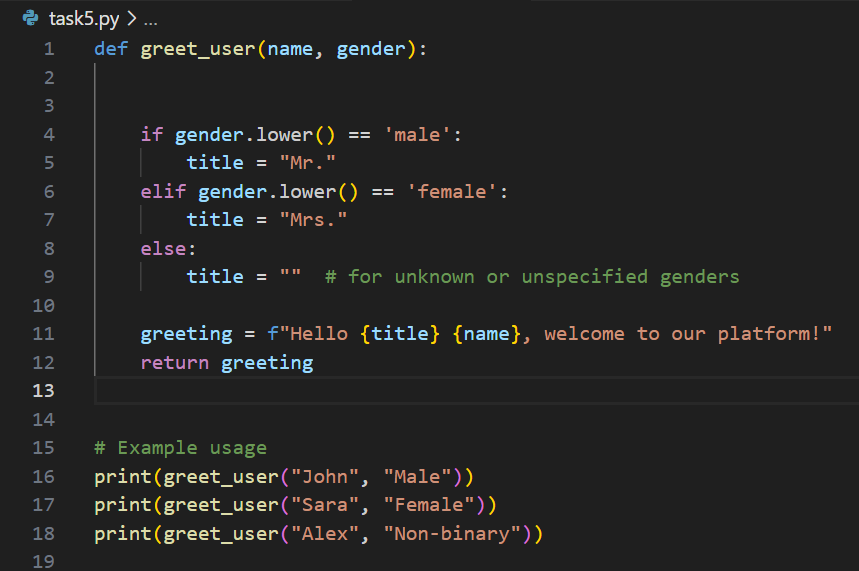 task5.py > ...
1 def greet_user(name, gender):
2
3
4     if gender.lower() == 'male':
5         title = "Mr."
6     elif gender.lower() == 'female':
7         title = "Mrs."
8     else:
9         title = ""  # for unknown or unspecified genders
10
11     greeting = f"Hello {title} {name}, welcome to our platform!"
12     return greeting
13
14
15 # Example usage
16 print(greet_user("John", "Male"))
17 print(greet_user("Sara", "Female"))
18 print(greet_user("Alex", "Non-binary"))
19